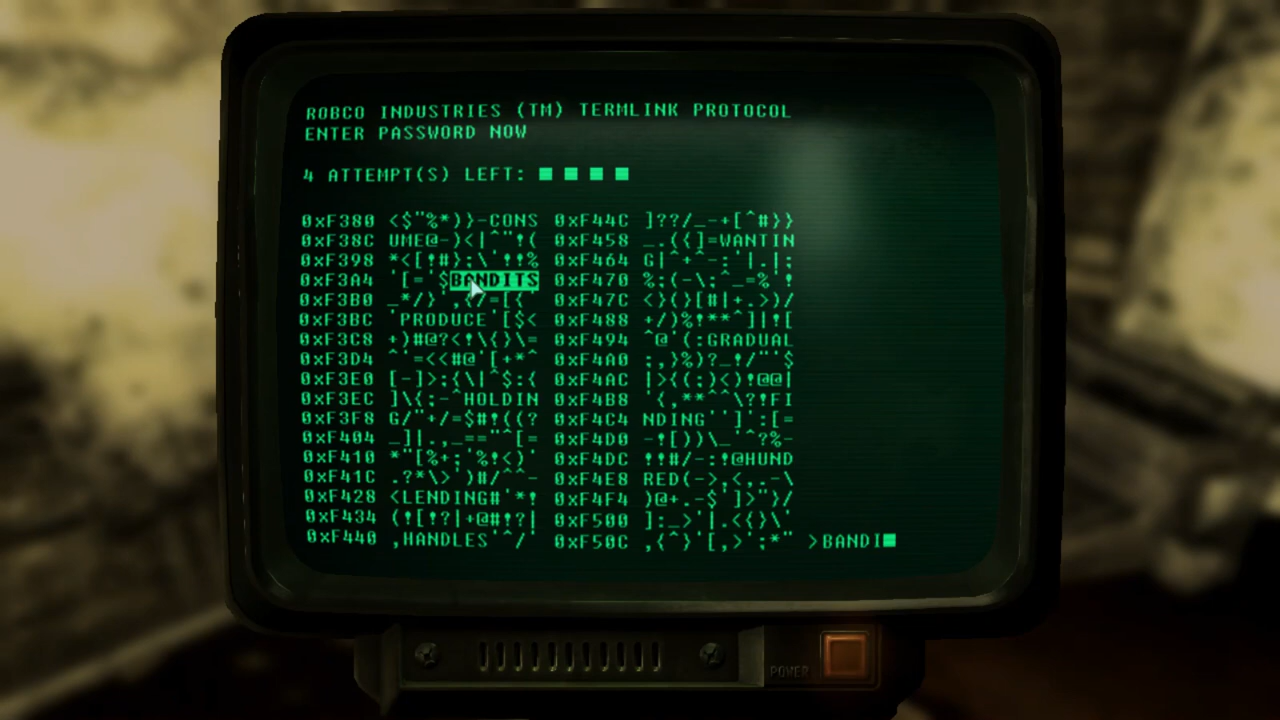 ROBCO INDUSTRIES (TM) TERMLINK PROTOCOL
ENTER PASSWORD NOW
4 ATTEMPT(S) LEFT: ■ ■ ■ ■
0xF380 <$"%*)}-CONS 0xF44C ]??/_-+[^#}}
0xF38C UME@-)<|^"!( 0xF458 _.({]=WANTIN
0xF398 *<[!#};\'!!% 0xF464 G|^+^-:'|.|;
0xF3A4 '[='$BANDITS 0xF470 %:(-\;^_=%'!
0xF3B0 _*/}',{/=[{' 0xF47C <}(}[#|+.>)/
0xF3BC 'PRODUCE'[$< 0xF488 +/)%!**^]|![
0xF3C8 +)#@?<!\{}\= 0xF494 ^@'(:GRADUAL
0xF3D4 ^'=<<#@'[+*^ 0xF4A0 ;,}%)?_!/"'$
0xF3E0 [-]>:{\|^$:{ 0xF4AC |>{(;)<)!@@|
0xF3EC ]\{;-^HOLDIN 0xF4B8 '{,**^^\?!FI
0xF3F8 G/"+/=$#!((? 0xF4C4 NDING'']':[=
0xF404 _]|.,_=="^[= 0xF4D0 -![))\_'^?%-
0xF410 *"[%+;'%!<)' 0xF4DC !!#/-:!@HUND
0xF41C .?*\>')#/^^- 0xF4E8 RED(->,<,.-\
0xF428 <LENDING#'*! 0xF4F4 )@+.-$']>"}/
0xF434 (![!?|+@#!?| 0xF500 ]:_>'|.<{)\'
0xF440 ,HANDLES'^/' 0xF50C ,{^}'[,>';*" >BANDI■
POWER